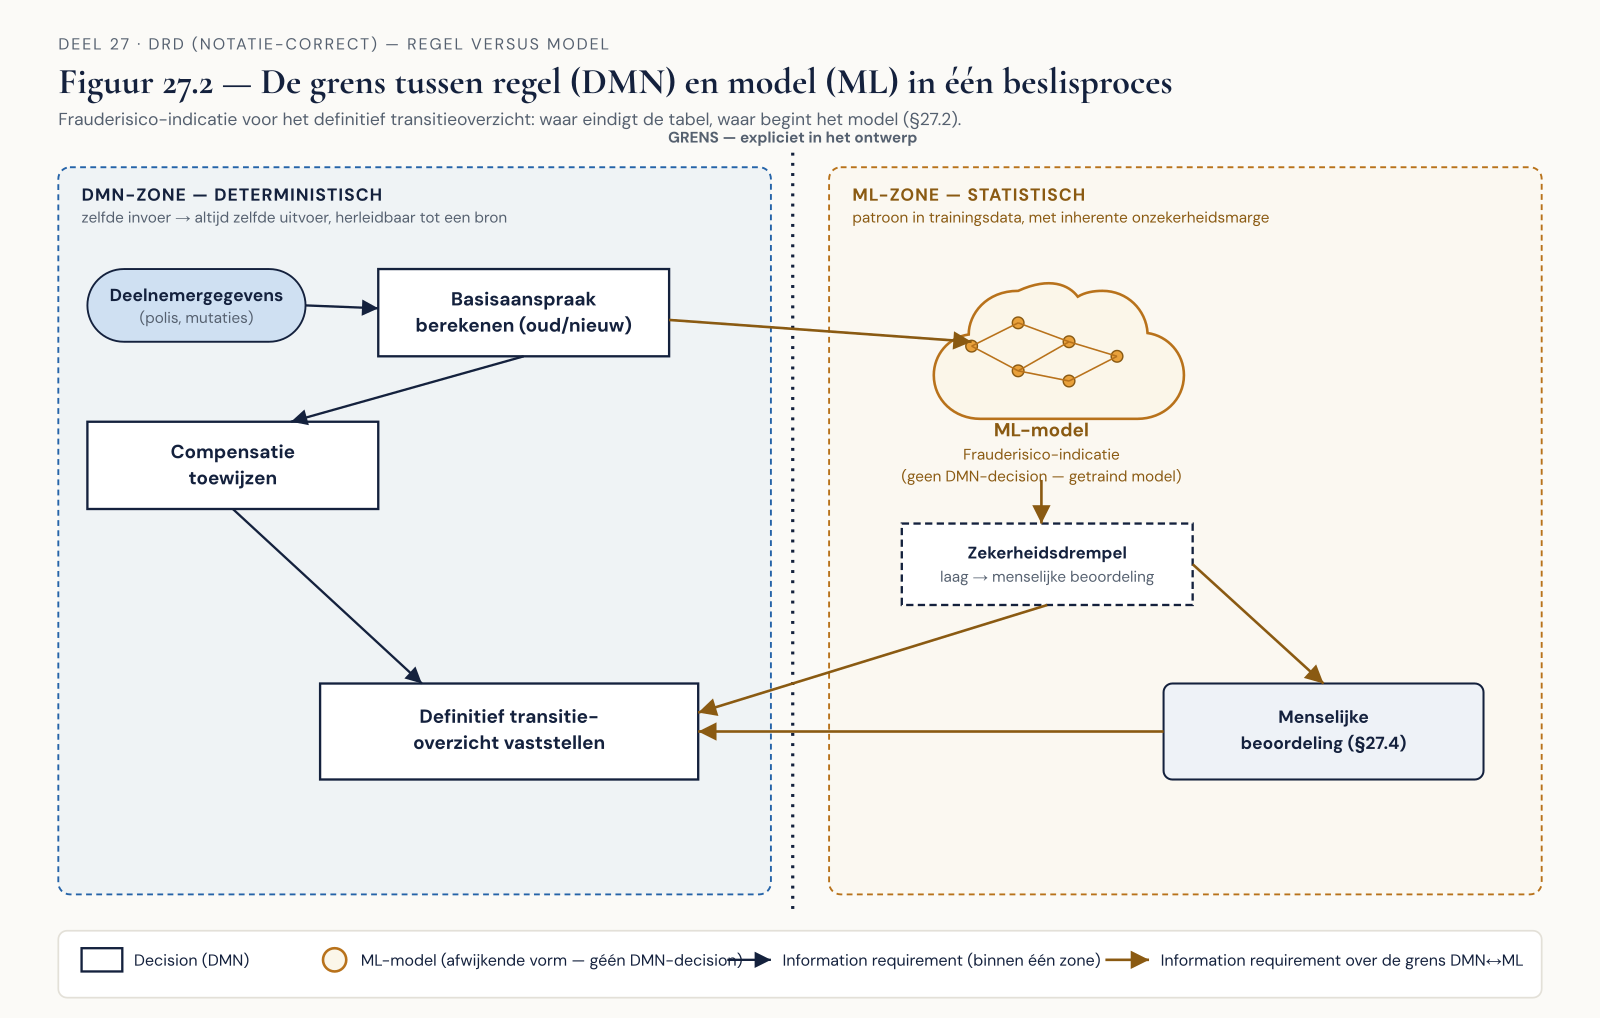 DEEL 27 · DRD (NOTATIE-CORRECT) — REGEL VERSUS MODEL
Figuur 27.2 — De grens tussen regel (DMN) en model (ML) in één beslisproces
Frauderisico-indicatie voor het definitief transitieoverzicht: waar eindigt de tabel, waar begint het model (§27.2).
GRENS — expliciet in het ontwerp
DMN-ZONE — DETERMINISTISCH
zelfde invoer → altijd zelfde uitvoer, herleidbaar tot een bron
Deelnemergegevens
(polis, mutaties)
Basisaanspraak
berekenen (oud/nieuw)
Compensatie
toewijzen
Definitief transitie-
overzicht vaststellen
ML-ZONE — STATISTISCH
patroon in trainingsdata, met inherente onzekerheidsmarge
ML-model
Frauderisico-indicatie
(geen DMN-decision — getraind model)
Zekerheidsdrempel
laag → menselijke beoordeling
Menselijke
beoordeling (§27.4)
Decision (DMN)
ML-model (afwijkende vorm — géén DMN-decision)
Information requirement (binnen één zone)
Information requirement over de grens DMN↔ML